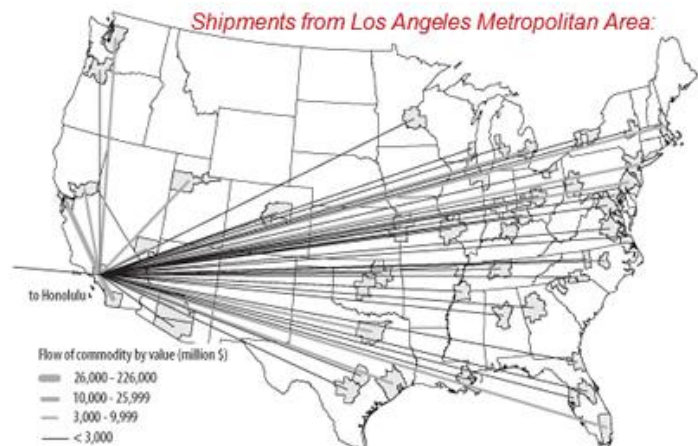 Shipments from Los Angeles Metropolitan Area:
to Honolulu
Flow of commodity by value (million $)
26,000 - 226,000
10,000 - 25,999
3,000 - 9,999
< 3,000